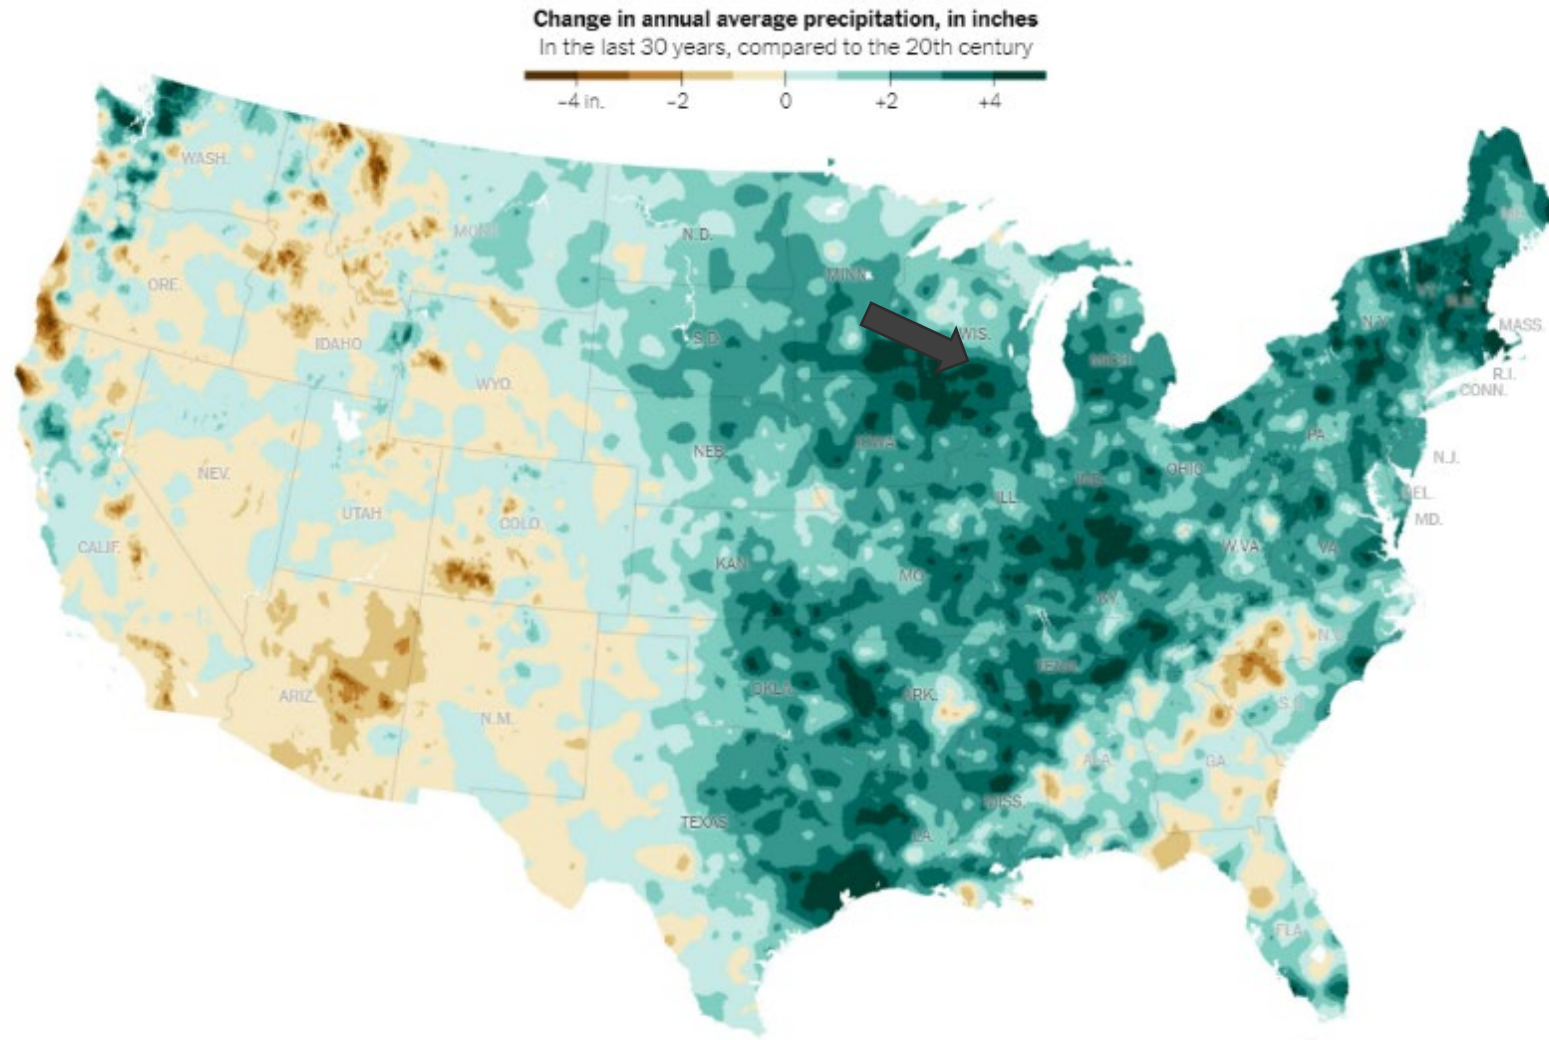 Change in annual average precipitation, in inches
In the last 30 years, compared to the 20th century
−4 in.
−2
0
+2
+4
WASH.
MONT.
N.D.
MINN.
ME.
ORE.
IDAHO
S.D.
WIS.
MICH.
N.Y.
VT.
N.H.
MASS.
R.I.
CONN.
WYO.
NEB.
IOWA
PA.
N.J.
NEV.
UTAH
COLO.
ILL.
IND.
OHIO
DEL.
MD.
CALIF.
KAN.
MO.
W.VA.
VA.
KY.
ARIZ.
N.M.
OKLA.
ARK.
TENN.
N.C.
S.C.
TEXAS
LA.
MISS.
ALA.
GA.
FLA.